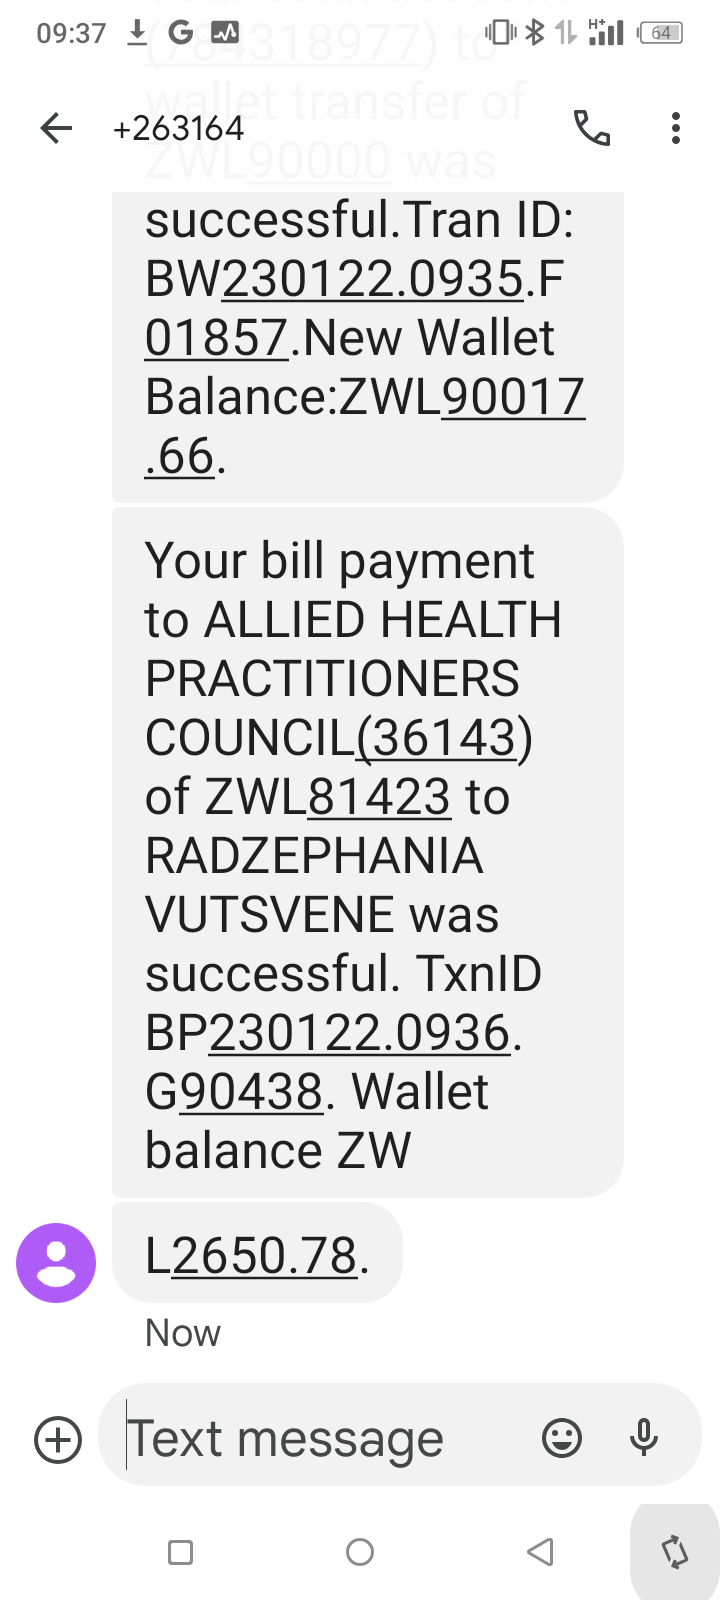 09:37
H+
64
(784318977) to
+263164
wallet transfer of
ZWL90000 was
successful.Tran ID:
BW230122.0935.F
01857.New Wallet
Balance:ZWL90017
.66.
Your bill payment
to ALLIED HEALTH
PRACTITIONERS
COUNCIL(36143)
of ZWL81423 to
RADZEPHANIA
VUTSVENE was
successful. TxnID
BP230122.0936.
G90438. Wallet
balance ZW
L2650.78.
Now
Text message